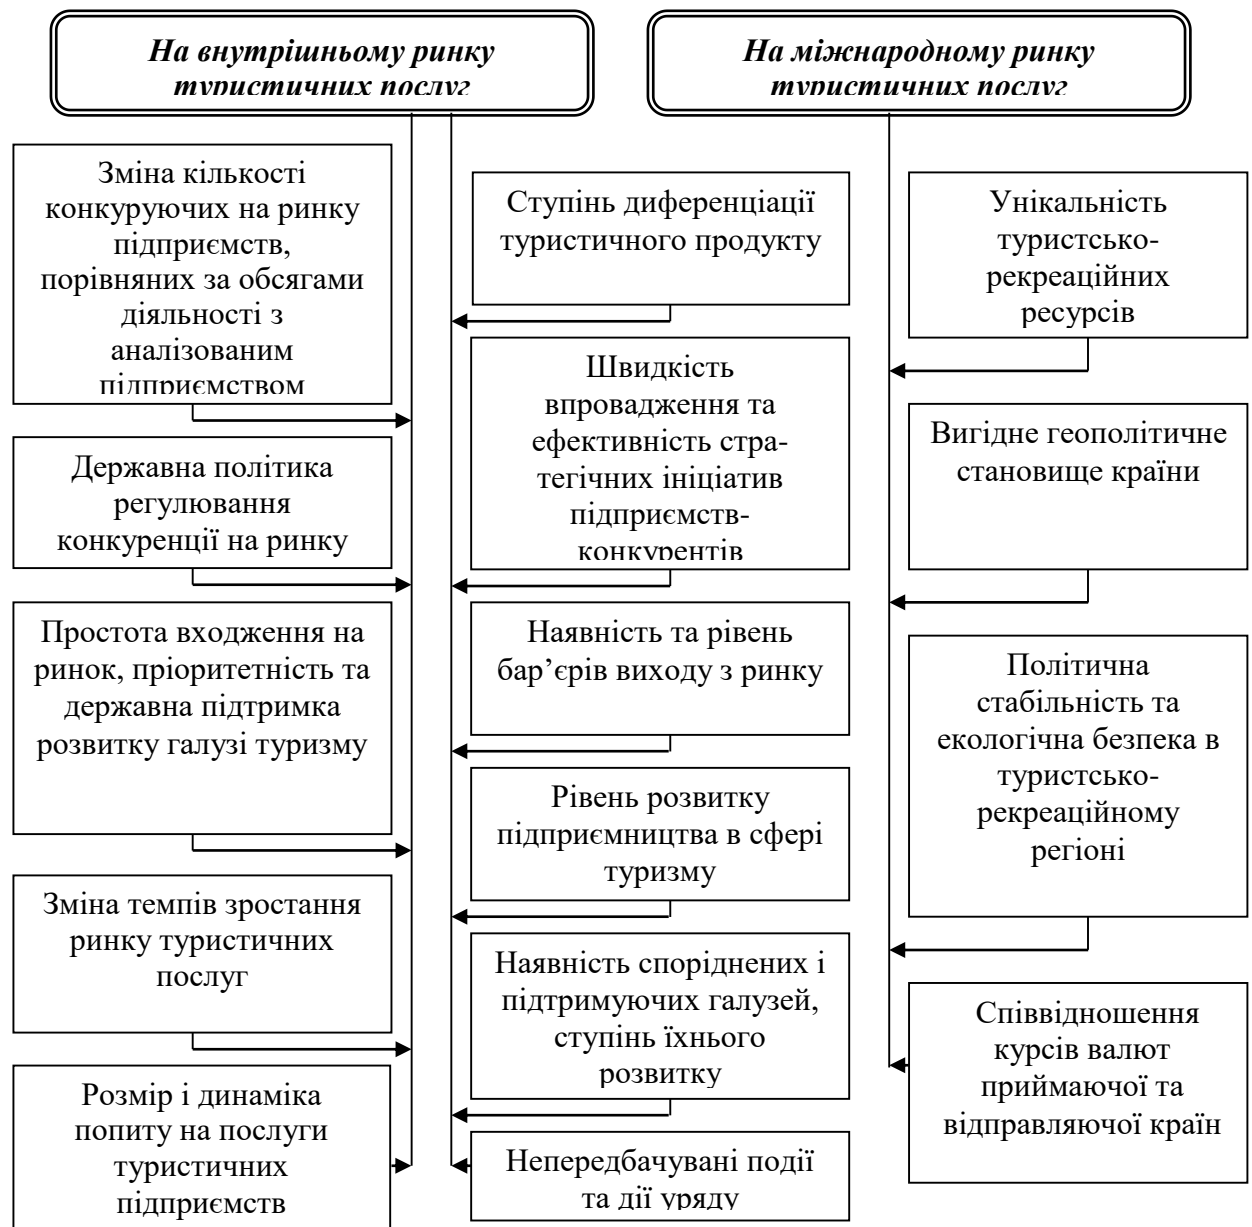 На внутрішньому ринку
туристичних послуг
На міжнародному ринку
туристичних послуг
Зміна кількості
конкуруючих на ринку
підприємств,
порівняних за обсягами
діяльності з
аналізованим
підприємством
Державна політика
регулювання
конкуренції на ринку
Простота входження на
ринок, пріоритетність та
державна підтримка
розвитку галузі туризму
Зміна темпів зростання
ринку туристичних
послуг
Розмір і динаміка
попиту на послуги
туристичних
підприємств
Ступінь диференціації
туристичного продукту
Швидкість
впровадження та
ефективність стра-
тегічних ініціатив
підприємств-
конкурентів
Наявність та рівень
бар’єрів виходу з ринку
Рівень розвитку
підприємництва в сфері
туризму
Наявність споріднених і
підтримуючих галузей,
ступінь їхнього
розвитку
Непередбачувані події
та дії уряду
Унікальність
туристсько-
рекреаційних
ресурсів
Вигідне геополітичне
становище країни
Політична
стабільність та
екологічна безпека в
туристсько-
рекреаційному
регіоні
Співвідношення
курсів валют
приймаючої та
відправляючої країн